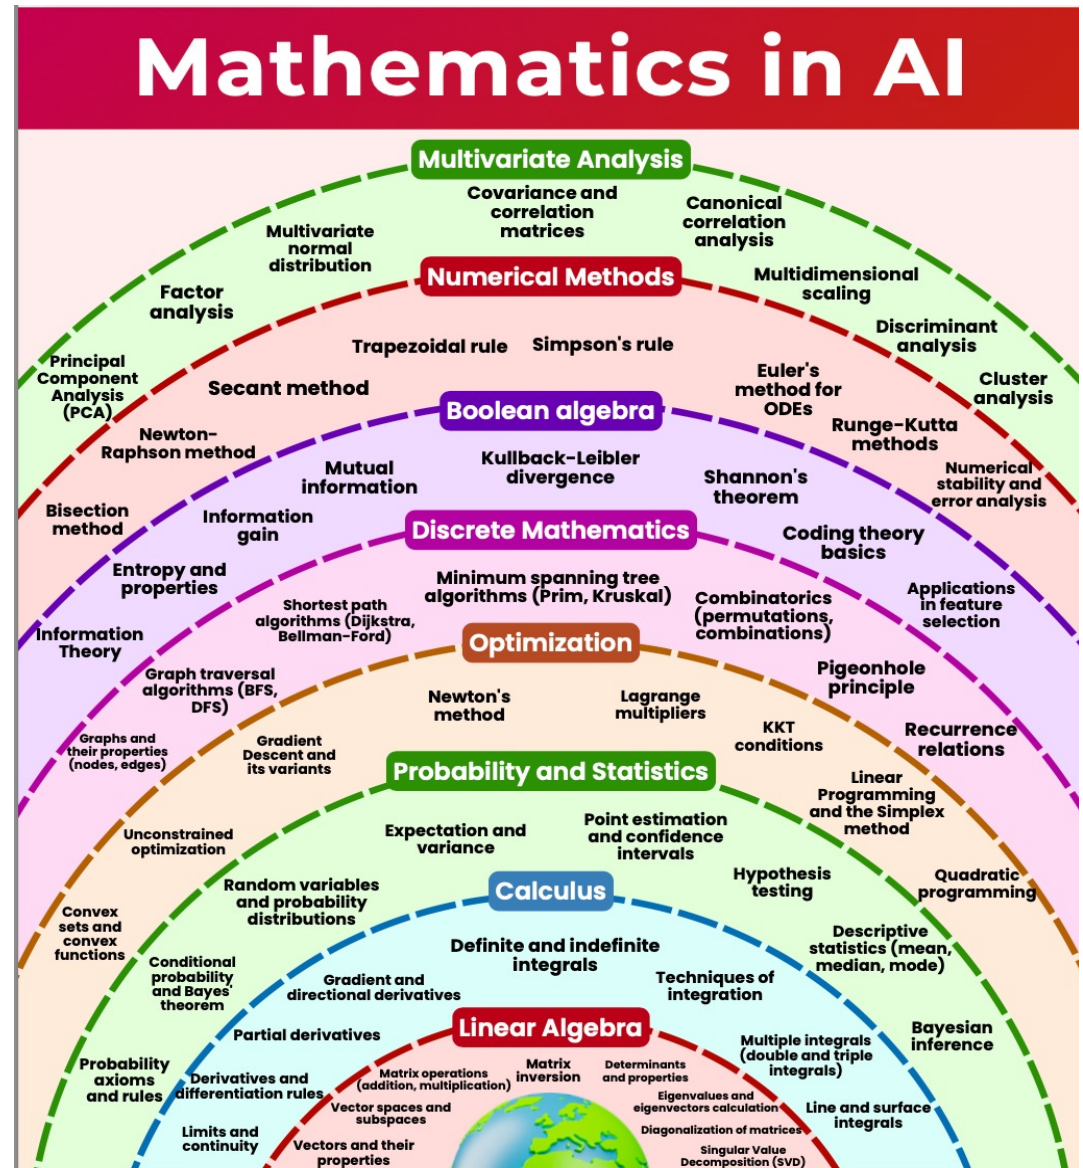 Mathematics in AI
Multivariate Analysis
Principal
Component
Analysis
(PCA)
Factor
analysis
Multivariate
normal
distribution
Covariance and
correlation
matrices
Canonical
correlation
analysis
Multidimensional
scaling
Discriminant
analysis
Cluster
analysis
Numerical Methods
Bisection
method
Newton-
Raphson method
Secant method
Trapezoidal rule
Simpson's rule
Euler's
method for
ODEs
Runge-Kutta
methods
Numerical
stability and
error analysis
Boolean algebra
Information
Theory
Entropy and
properties
Information
gain
Mutual
information
Kullback-Leibler
divergence
Shannon's
theorem
Coding theory
basics
Applications
in feature
selection
Discrete Mathematics
Graphs and
their properties
(nodes, edges)
Graph traversal
algorithms (BFS,
DFS)
Shortest path
algorithms (Dijkstra,
Bellman-Ford)
Minimum spanning tree
algorithms (Prim, Kruskal)
Combinatorics
(permutations,
combinations)
Pigeonhole
principle
Recurrence
relations
Optimization
Convex
sets and
convex
functions
Unconstrained
optimization
Gradient
Descent and
its variants
Newton's
method
Lagrange
multipliers
KKT
conditions
Linear
Programming
and the Simplex
method
Quadratic
programming
Probability and Statistics
Probability
axioms
and rules
Conditional
probability
and Bayes'
theorem
Random variables
and probability
distributions
Expectation and
variance
Point estimation
and confidence
intervals
Hypothesis
testing
Descriptive
statistics (mean,
median, mode)
Bayesian
inference
Calculus
Limits and
continuity
Derivatives and
differentiation rules
Partial derivatives
Gradient and
directional derivatives
Definite and indefinite
integrals
Techniques of
integration
Multiple integrals
(double and triple
integrals)
Line and surface
integrals
Linear Algebra
Vectors and their
properties
Vector spaces and
subspaces
Matrix operations
(addition, multiplication)
Matrix
inversion
Determinants
and properties
Eigenvalues and
eigenvectors calculation
Diagonalization of matrices
Singular Value
Decomposition (SVD)